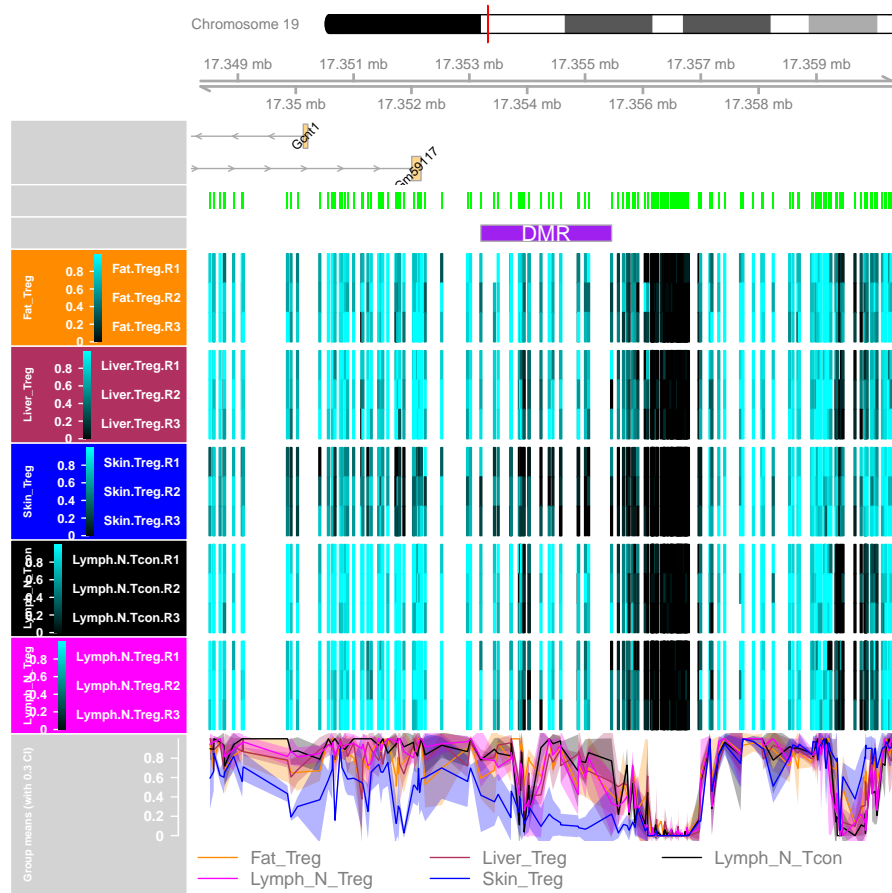 Chromosome 19
17.349 mb 17.351 mb 17.353 mb 17.355 mb 17.357 mb 17.359 mb
17.35 mb 17.352 mb 17.354 mb 17.356 mb 17.358 mb
Gcnt1
Gm59117
DMR
Fat_Treg
0.8
0.6
0.4
0.2
0
Fat.Treg.R1
Fat.Treg.R2
Fat.Treg.R3
Liver_Treg
0.8
0.6
0.4
0.2
0
Liver.Treg.R1
Liver.Treg.R2
Liver.Treg.R3
Skin_Treg
0.8
0.6
0.4
0.2
0
Skin.Treg.R1
Skin.Treg.R2
Skin.Treg.R3
Lymph_N_Tcon
0.8
0.6
0.4
0.2
0
Lymph.N.Tcon.R1
Lymph.N.Tcon.R2
Lymph.N.Tcon.R3
Lymph_N_Treg
0.8
0.6
0.4
0.2
0
Lymph.N.Treg.R1
Lymph.N.Treg.R2
Lymph.N.Treg.R3
Group means (with 0.3 CI)
0.8
0.6
0.4
0.2
0
Fat_Treg Liver_Treg Lymph_N_Tcon
Lymph_N_Treg Skin_Treg